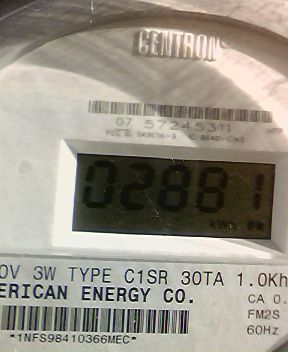 CENTRON
07 57245311
02881
kWh
0V 3W TYPE C1SR 30TA 1.0Kh
ERICAN ENERGY CO.
CA 0.
FM2S
60Hz
*1NFS98410366MEC*